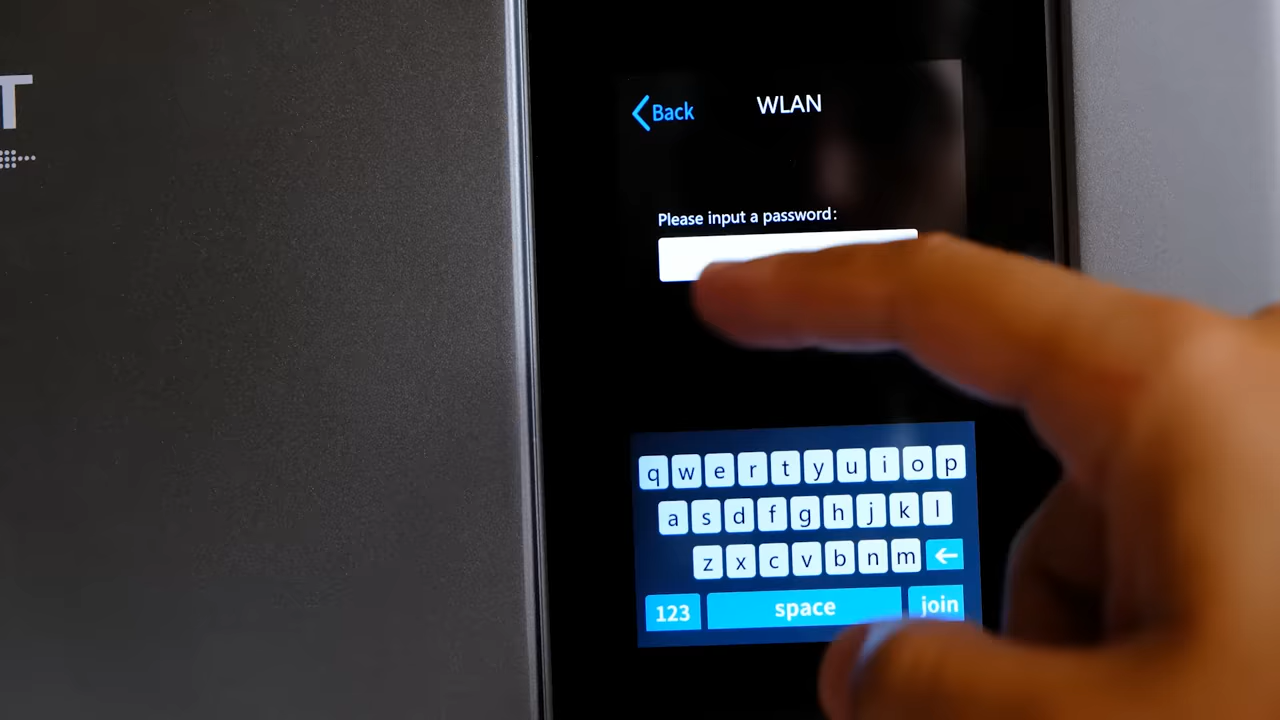 T
Back
WLAN
Please input a password:
q w e r t y u i o p
a s d f g h j k l
z x c v b n m ←
123 space join